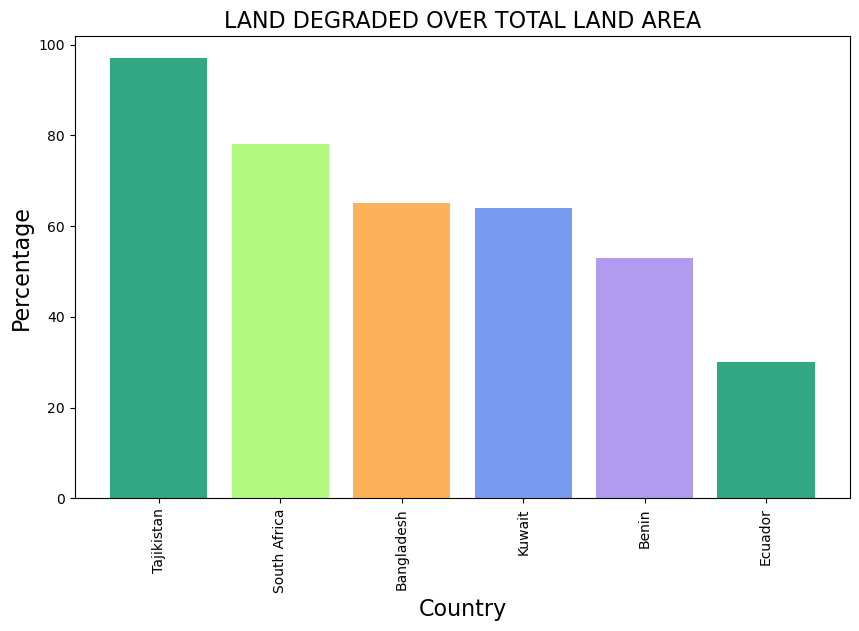 LAND DEGRADED OVER TOTAL LAND AREA
Percentage
100
80
60
40
20
0
Tajikistan
South Africa
Bangladesh
Kuwait
Benin
Ecuador
Country